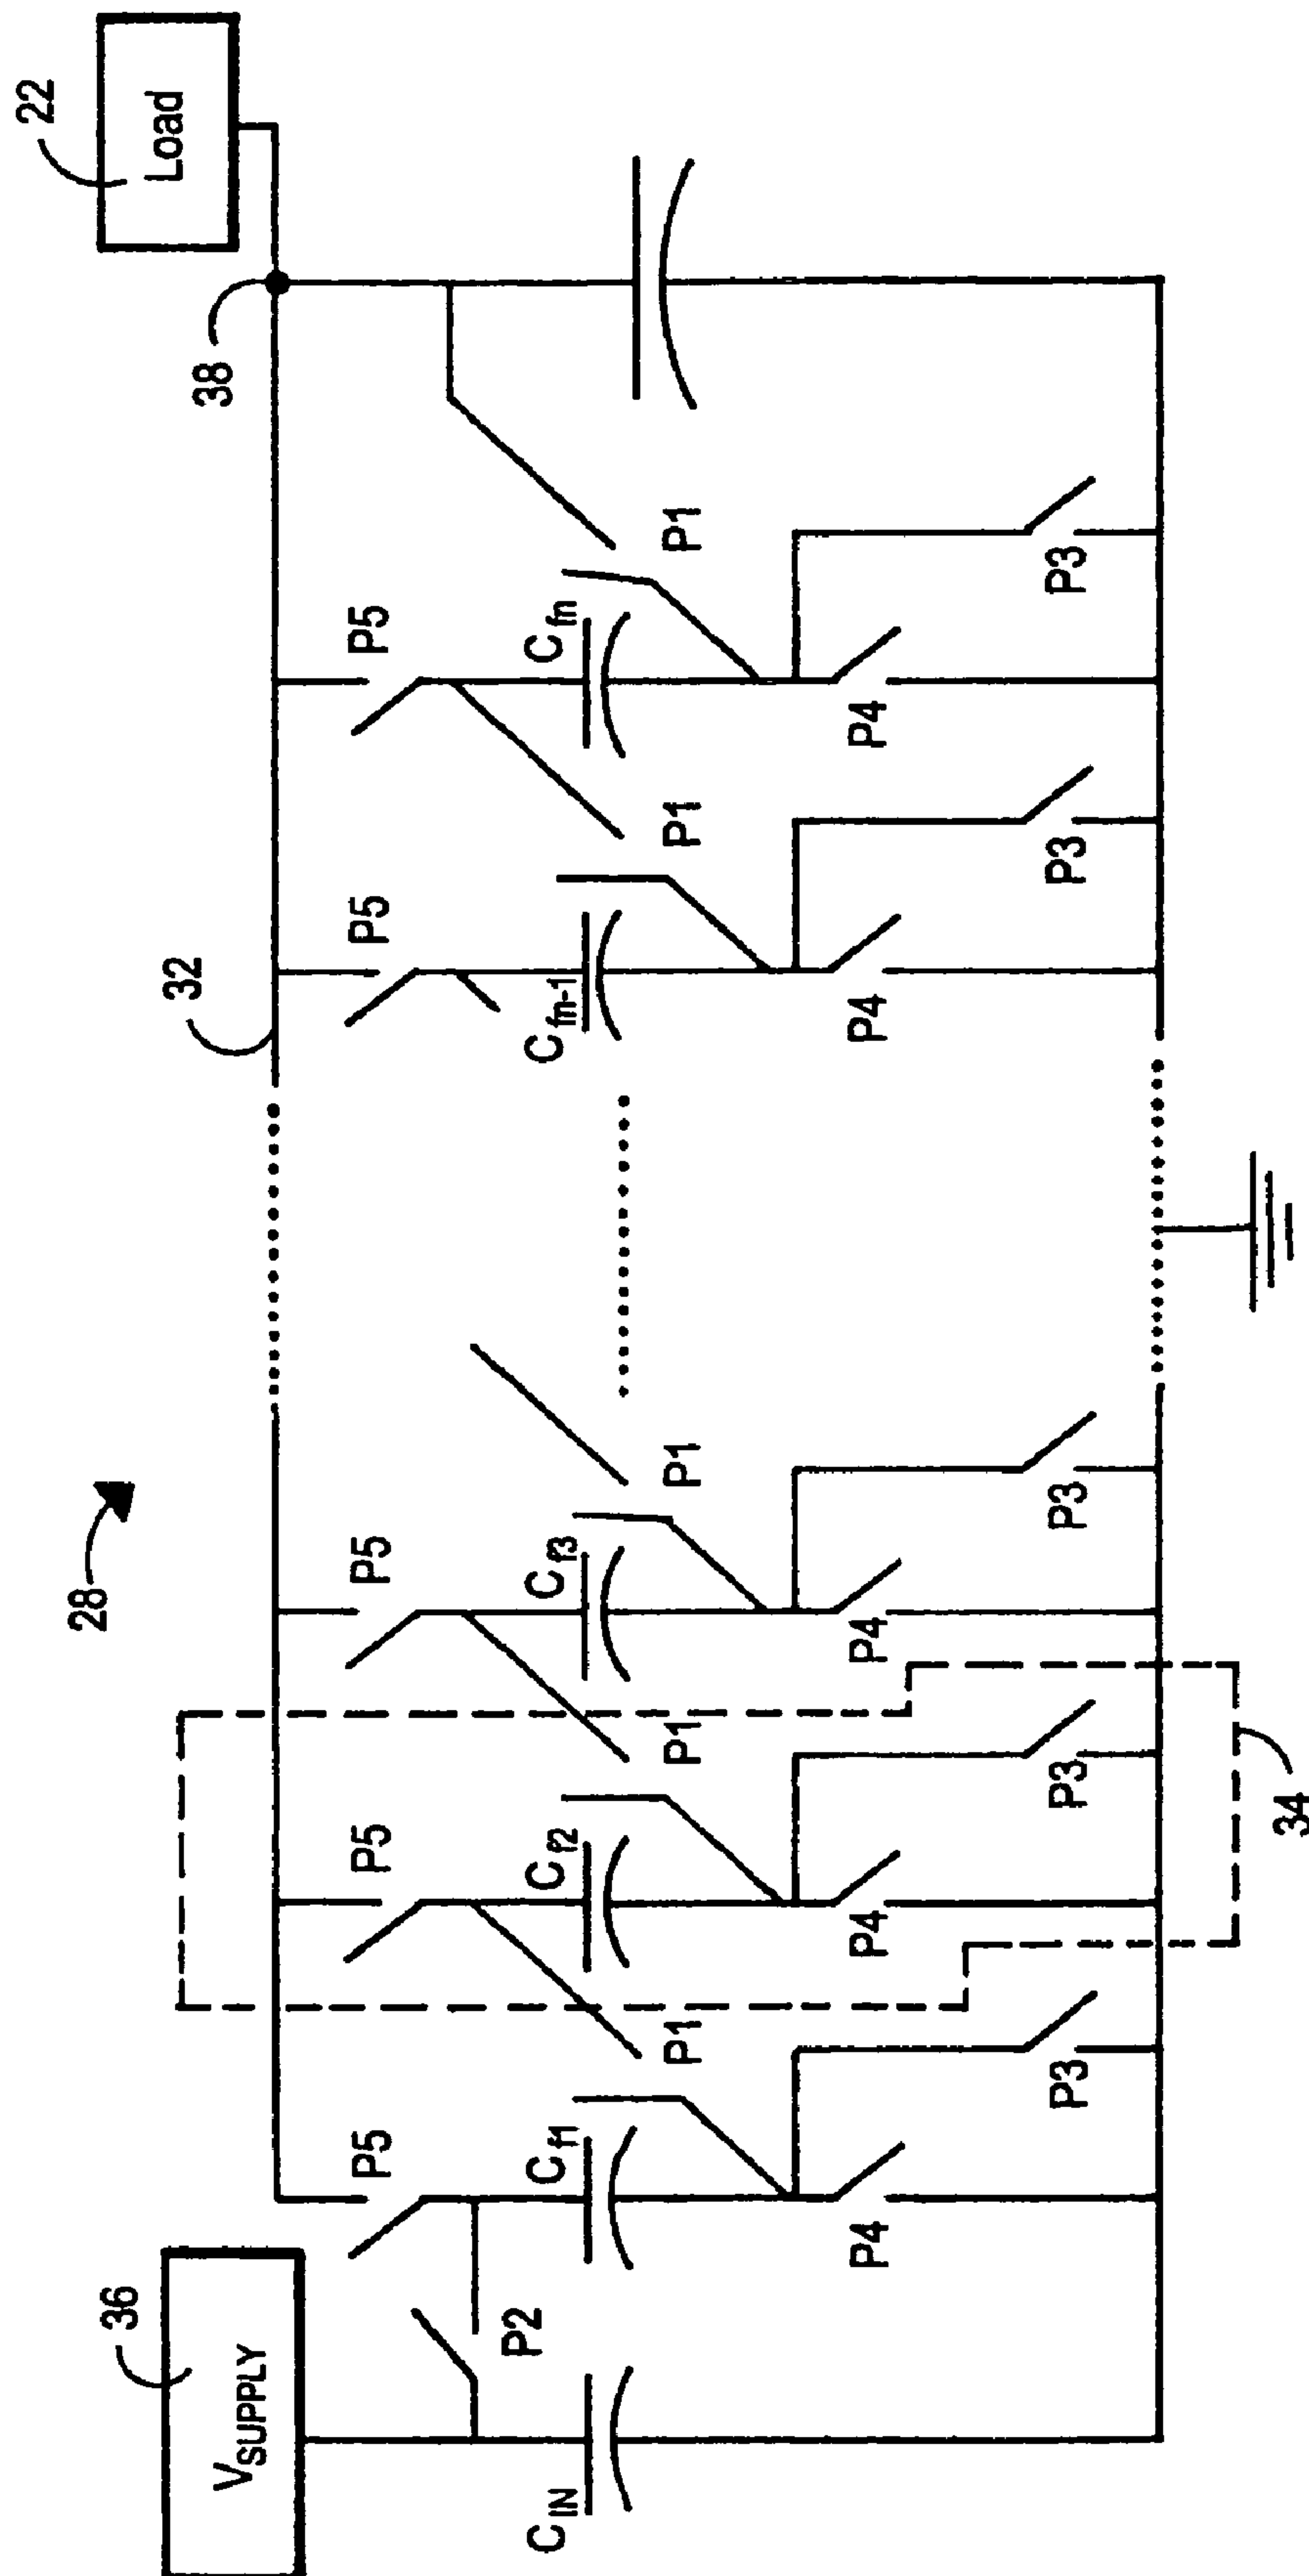 22
28
36
Load
32
38
V_SUPPLY
P5
P5
P5
P5
P5
P2
C_IN
C_f1
C_f2
C_f3
C_fn-1
C_fn
P1
P1
P1
P1
P1
P4
P4
P4
P4
P4
P3
P3
P3
P3
P3
34